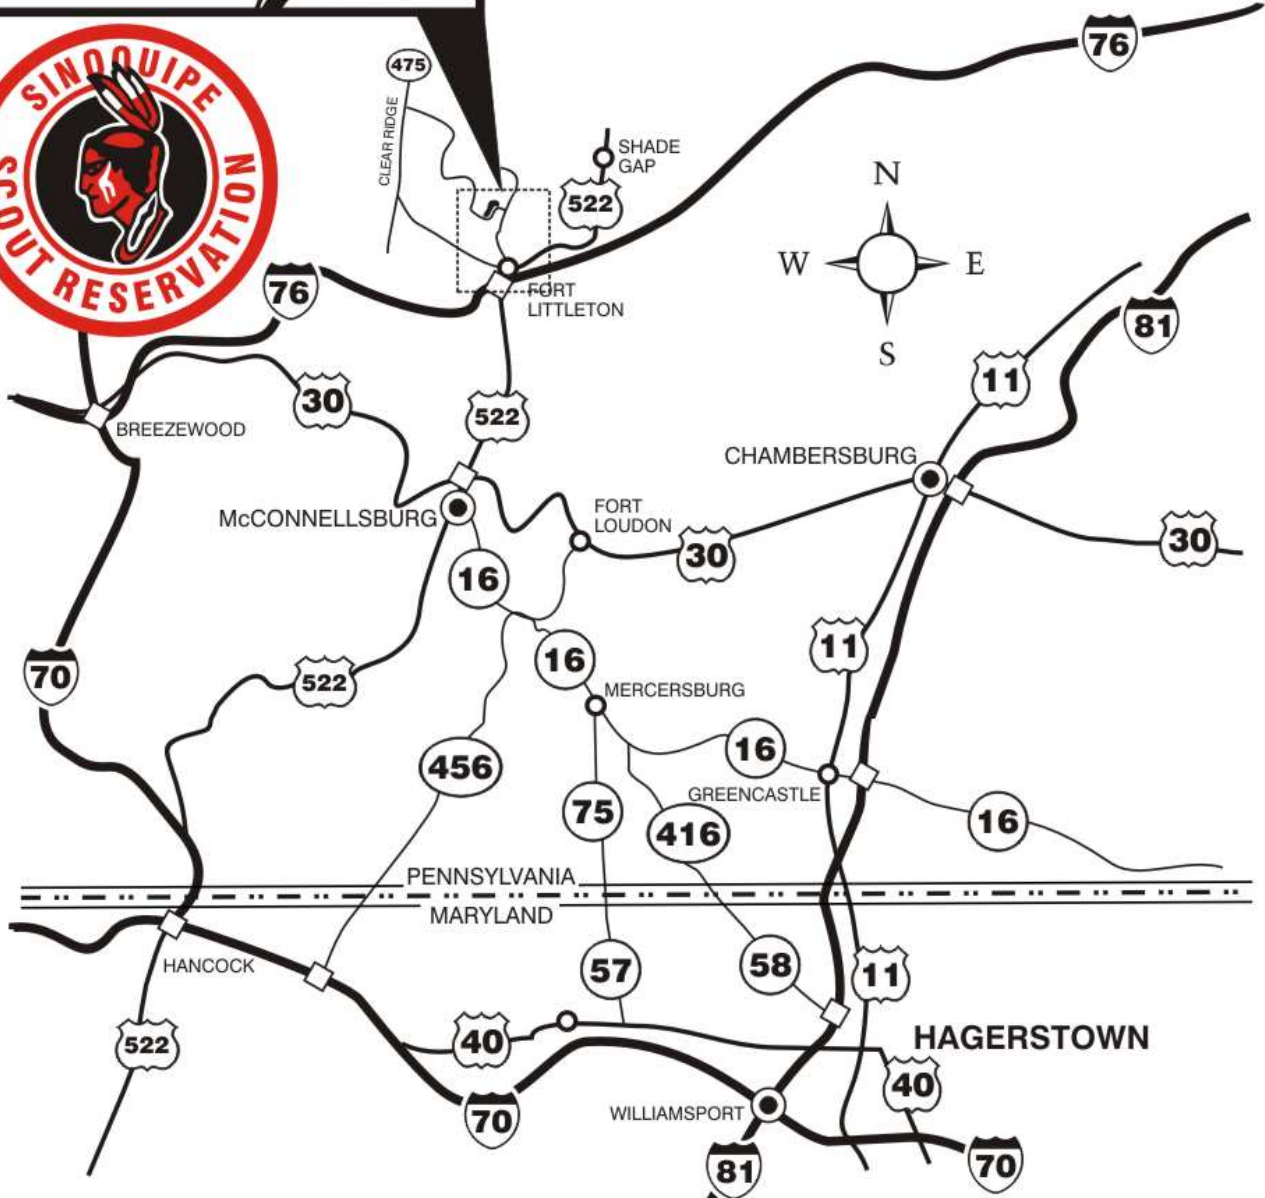 SINOQUIPE
SCOUT RESERVATION
76
475
CLEAR RIDGE
SHADE
GAP
522
N
W
E
S
76
FORT
LITTLETON
81
11
30
522
BREEZEWOOD
CHAMBERSBURG
McCONNELLSBURG
FORT
LOUDON
30
30
16
11
70
522
16
MERCERSBURG
456
16
GREENCASTLE
75
416
16
PENNSYLVANIA
MARYLAND
HANCOCK
57
58
11
522
40
HAGERSTOWN
40
70
WILLIAMSPORT
81
70